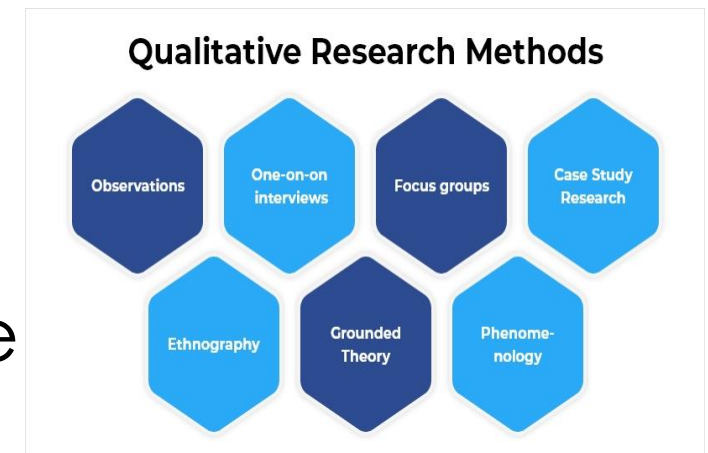 Qualitative Research Methods
Observations
One-on-on
interviews
Focus groups
Case Study
Research
e
Ethnography
Grounded
Theory
Phenome-
nology